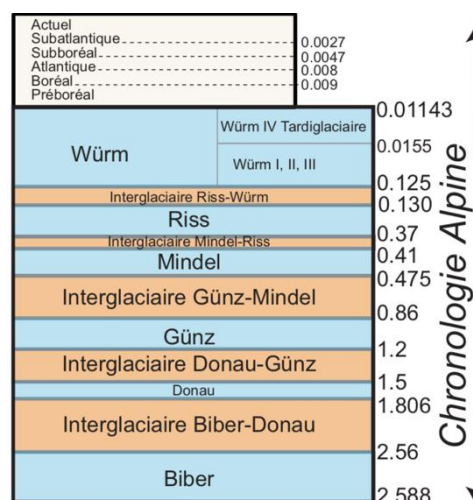 Actuel
Subatlantique
0.0027
Subboréal
0.0047
Atlantique
0.008
Boréal
0.009
Préboréal
0.01143
Würm
Würm IV Tardiglaciaire
0.0155
Würm I, II, III
0.125
Interglaciaire Riss-Würm
0.130
Riss
0.37
Interglaciaire Mindel-Riss
0.41
Mindel
0.475
Interglaciaire Günz-Mindel
0.86
Günz
1.2
Interglaciaire Donau-Günz
1.5
Donau
1.806
Interglaciaire Biber-Donau
2.56
Biber
2.588
Chronologie Alpine